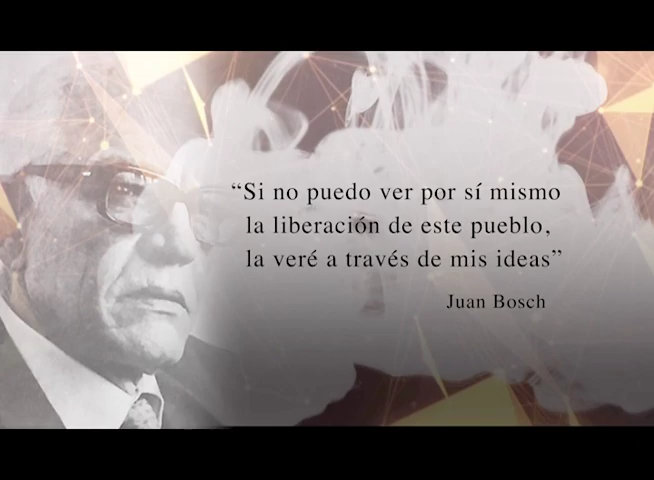 “Si no puedo ver por sí mismo
la liberación de este pueblo,
la veré a través de mis ideas”
Juan Bosch